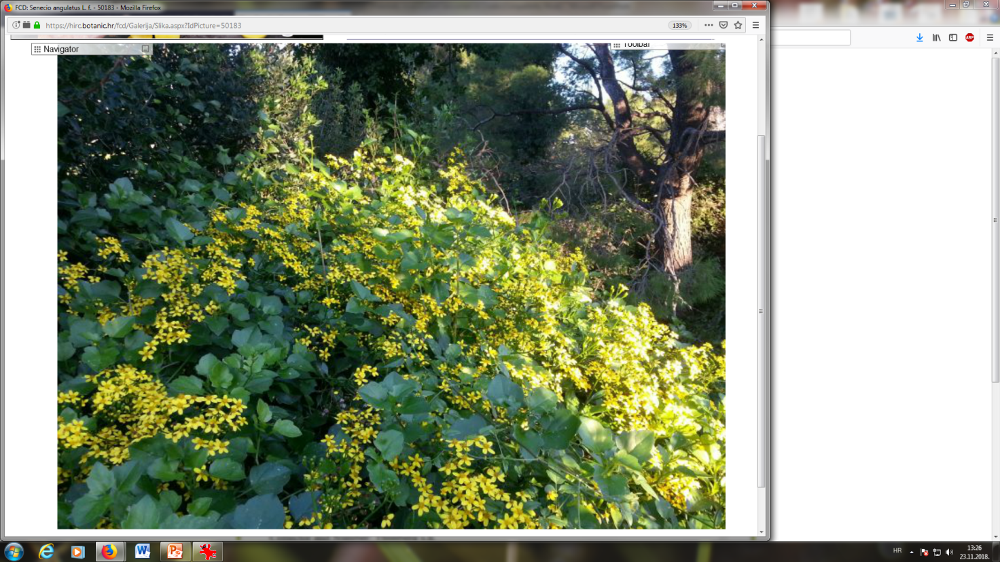 FCD: Senecio angulatus L. f. - 50183 - Mozilla Firefox
https://hirc.botanic.hr/fcd/Galerija/Slika.aspx?IdPicture=50183
133%
ABP
Navigator
Toolbar
HR
13:26
23.11.2018.